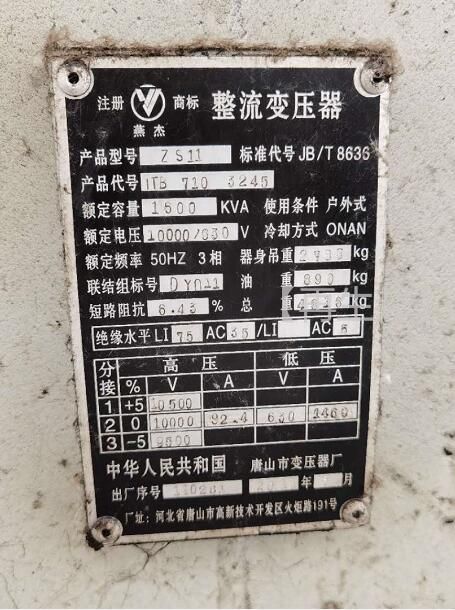 注册 商标 整流变压器
燕杰
产品型号 ZS11 标准代号 JB/T 8636
产品代号 1TB 710 3245
额定容量 1600 KVA 使用条件 户外式
额定电压 10000/630 V 冷却方式 ONAN
额定频率 50HZ 3相 器身吊重 kg
联结组标号 Dyn11 油 重 890 kg
短路阻抗 6.43 % 总 重 kg
绝缘水平 LI 75 AC 35 /LI AC 5
分接 % 高压 低压
V A V A
1 +5 10500
2 0 10000 92.4 630 1460
3 -5 9500
中华人民共和国 唐山市变压器厂
出厂序号 年 月
厂址：河北省唐山市高新技术开发区火炬路191号